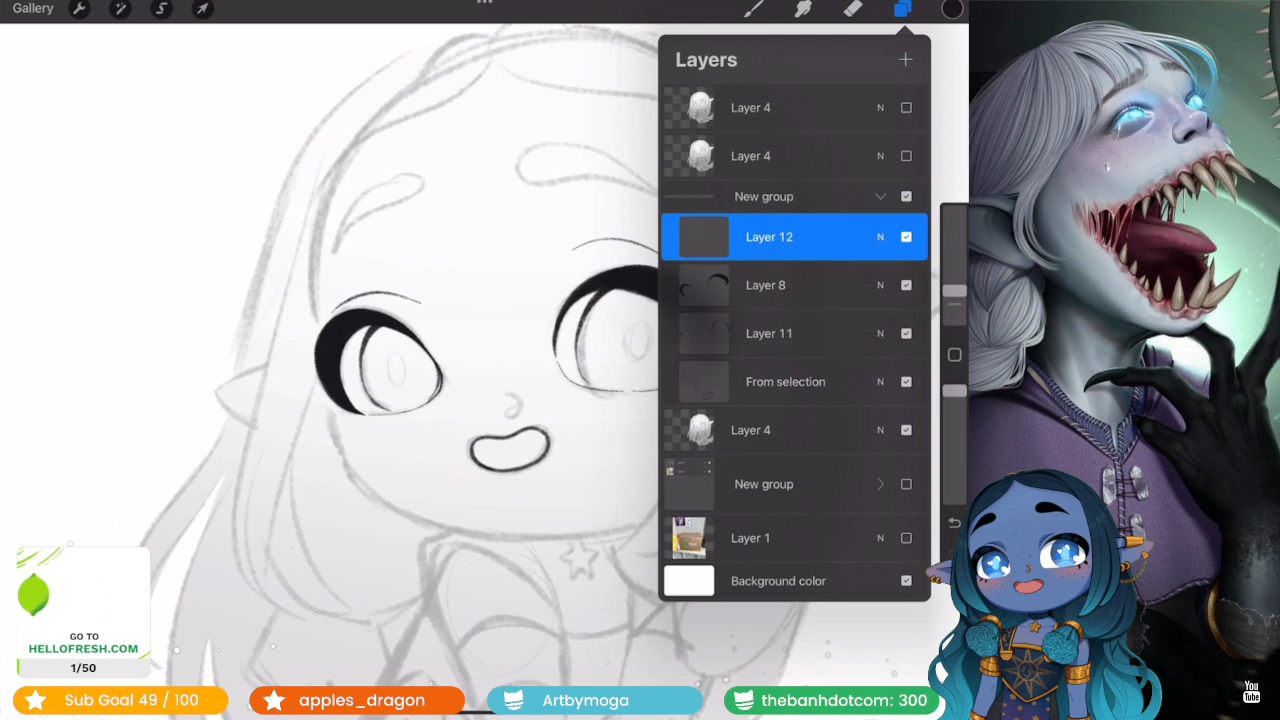 Gallery
Layers
Layer 4 N
Layer 4 N
New group
Layer 12 N
Layer 8 N
Layer 11 N
From selection N
Layer 4 N
New group
Layer 1 N
Background color
GO TO
HELLOFRESH.COM
1/50
Sub Goal 49 / 100
apples_dragon
Artbymoga
thebanhdotcom: 300
You
Tube